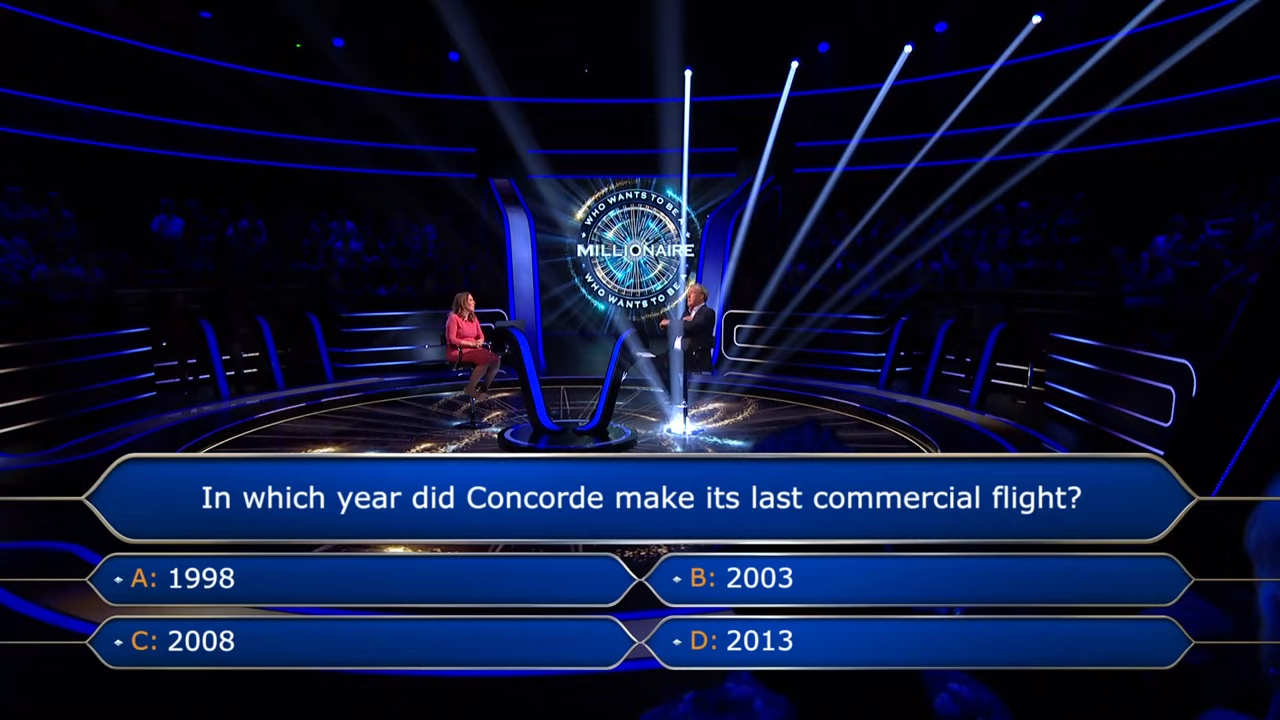 WHO WANTS TO BE A
MILLIONAIRE
WHO WANTS TO BE A
In which year did Concorde make its last commercial flight?
A: 1998
B: 2003
C: 2008
D: 2013